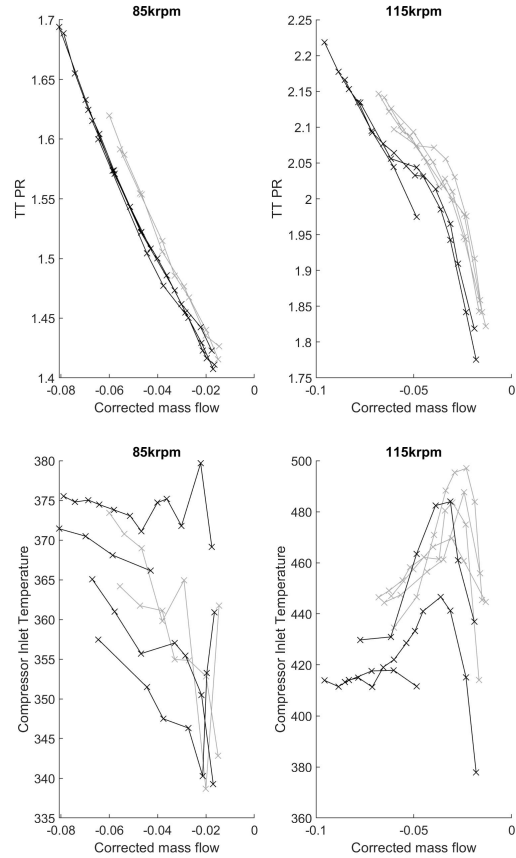 85krpm
1.7
1.65
1.6
1.55
1.5
1.45
1.4
TT PR
-0.08 -0.06 -0.04 -0.02 0
Corrected mass flow
115krpm
2.25
2.2
2.15
2.1
2.05
2
1.95
1.9
1.85
1.8
1.75
TT PR
-0.1 -0.05 0
Corrected mass flow
85krpm
380
375
370
365
360
355
350
345
340
335
Compressor Inlet Temperature
-0.08 -0.06 -0.04 -0.02 0
Corrected mass flow
115krpm
500
480
460
440
420
400
380
360
Compressor Inlet Temperature
-0.1 -0.05 0
Corrected mass flow